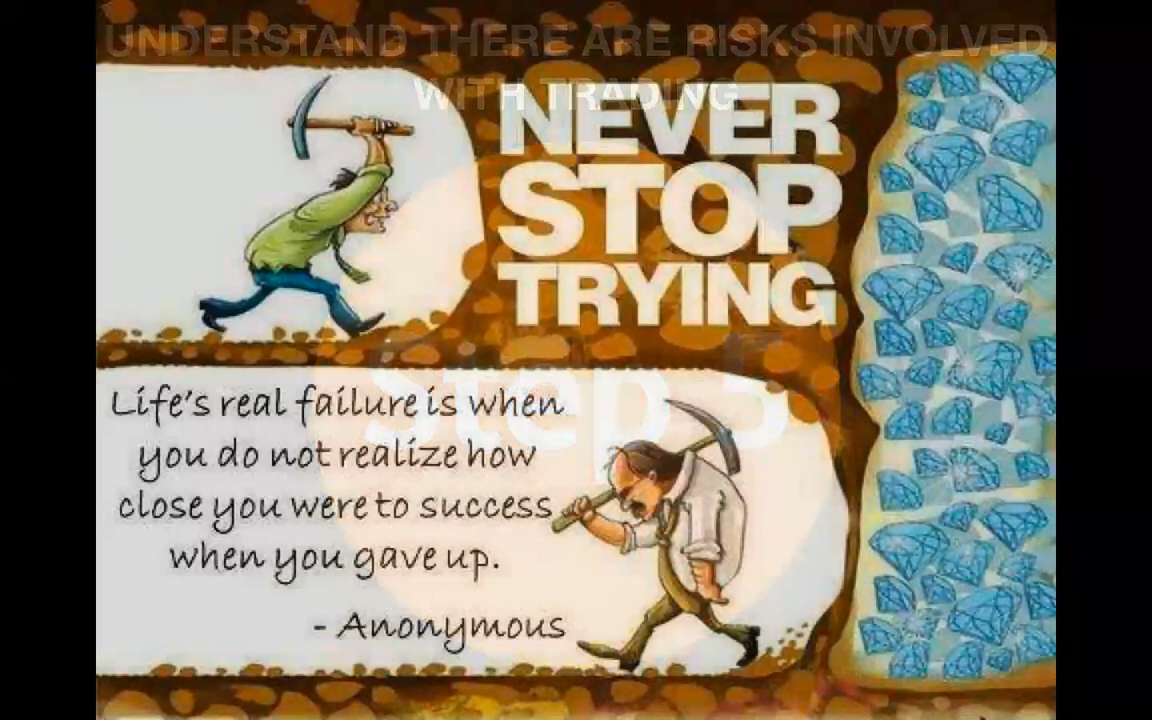 UNDERSTAND THERE ARE RISKS INVOLVED
WITH TRADING
NEVER
STOP
TRYING
Step 5
Life's real failure is when
you do not realize how
close you were to success
when you gave up.
- Anonymous